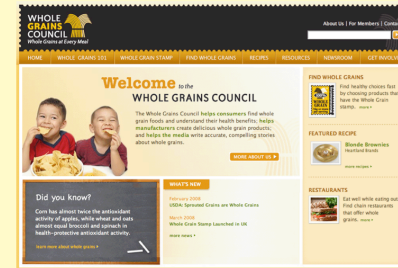 WHOLE
GRAINS
COUNCIL
Whole Grains at Every Meal
About Us | For Members | Conta
HOME
WHOLE GRAINS 101
WHOLE GRAIN STAMP
FIND WHOLE GRAINS
RECIPES
RESOURCES
NEWSROOM
GET INVOLV
Welcome to the
WHOLE GRAINS COUNCIL
The Whole Grains Council helps consumers find whole
grain foods and understand their health benefits; helps
manufacturers create delicious whole grain products;
and helps the media write accurate, compelling stories
about whole grains.
MORE ABOUT US
FIND WHOLE GRAINS
Find healthy choices fast
by choosing products that
have the Whole Grain
stamp. more
FEATURED RECIPE
Blonde Brownies
Heartland Brands
more recipes
RESTAURANTS
Eat well while eating out
Find chain restaurants
that offer whole
grains. more
Did you know?
Corn has almost twice the antioxidant
activity of apples, while wheat and oats
almost equal broccoli and spinach in
health-protective antioxidant activity.
learn more about whole grains
WHAT'S NEW
February 2008
USDA: Sprouted Grains are Whole Grains
March 2008
Whole Grain Stamp Launched in UK
more news